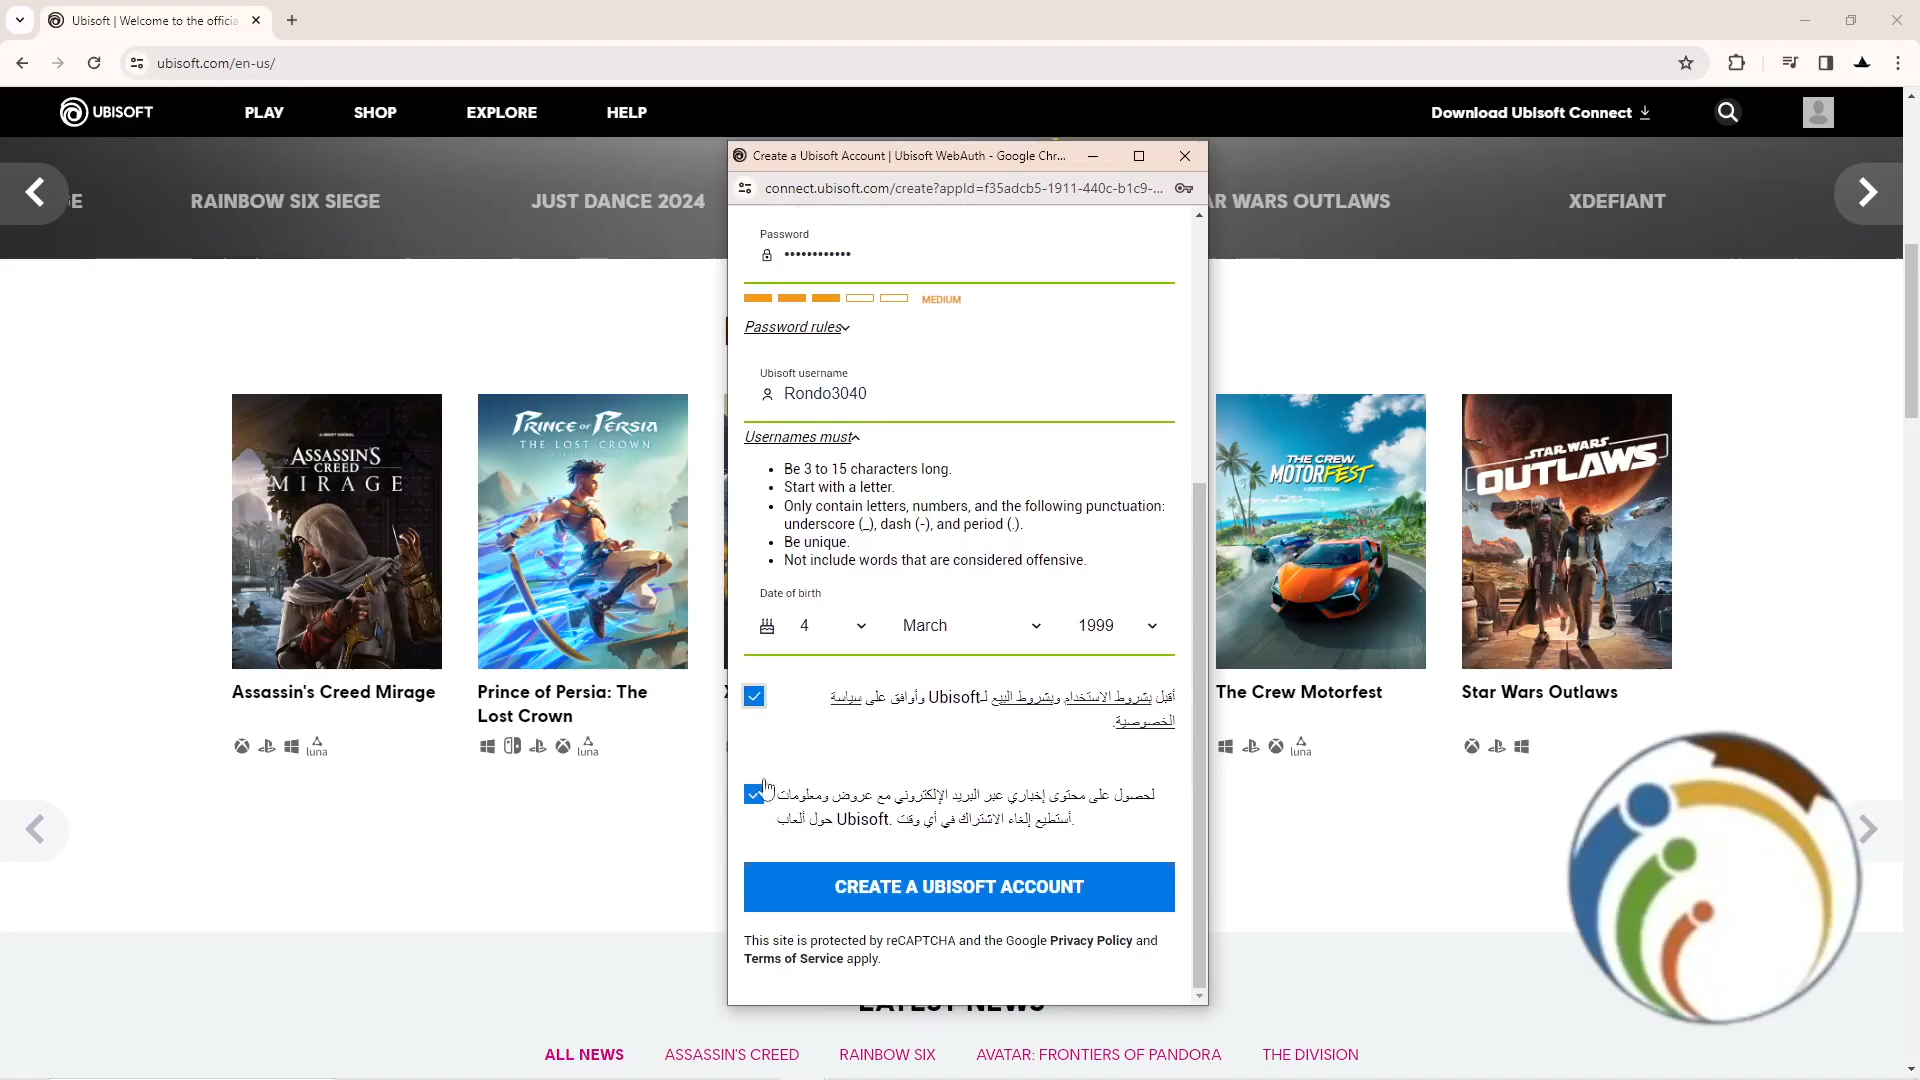 Ubisoft | Welcome to the officia
ubisoft.com/en-us/
UBISOFT
PLAY
SHOP
EXPLORE
HELP
Download Ubisoft Connect
RAINBOW SIX SIEGE
JUST DANCE 2024
AR WARS OUTLAWS
XDEFIANT
Create a Ubisoft Account | Ubisoft WebAuth - Google Chr...
connect.ubisoft.com/create?appId=f35adcb5-1911-440c-b1c9-...
Password
••••••••••••
MEDIUM
Password rules
Ubisoft username
Rondo3040
Usernames must
• Be 3 to 15 characters long.
• Start with a letter.
• Only contain letters, numbers, and the following punctuation:
underscore (_), dash (-), and period (.).
• Be unique.
• Not include words that are considered offensive.
Date of birth
4 March 1999
أقبل بشروط الاستخدام وبشروط البيع لـUbisoft وأوافق على سياسة
الخصوصية.
لحصول على محتوى إخباري عبر البريد الإلكتروني مع عروض ومعلومات
حول ألعاب Ubisoft. أستطيع إلغاء الاشتراك في أي وقت.
CREATE A UBISOFT ACCOUNT
This site is protected by reCAPTCHA and the Google Privacy Policy and
Terms of Service apply.
ASSASSIN'S
CREED
MIRAGE
Assassin's Creed Mirage
luna
PRINCE OF PERSIA
THE LOST CROWN
Prince of Persia: The
Lost Crown
luna
THE CREW
MOTORFEST
The Crew Motorfest
luna
STAR WARS
OUTLAWS
Star Wars Outlaws
LATEST NEWS
ALL NEWS
ASSASSIN'S CREED
RAINBOW SIX
AVATAR: FRONTIERS OF PANDORA
THE DIVISION